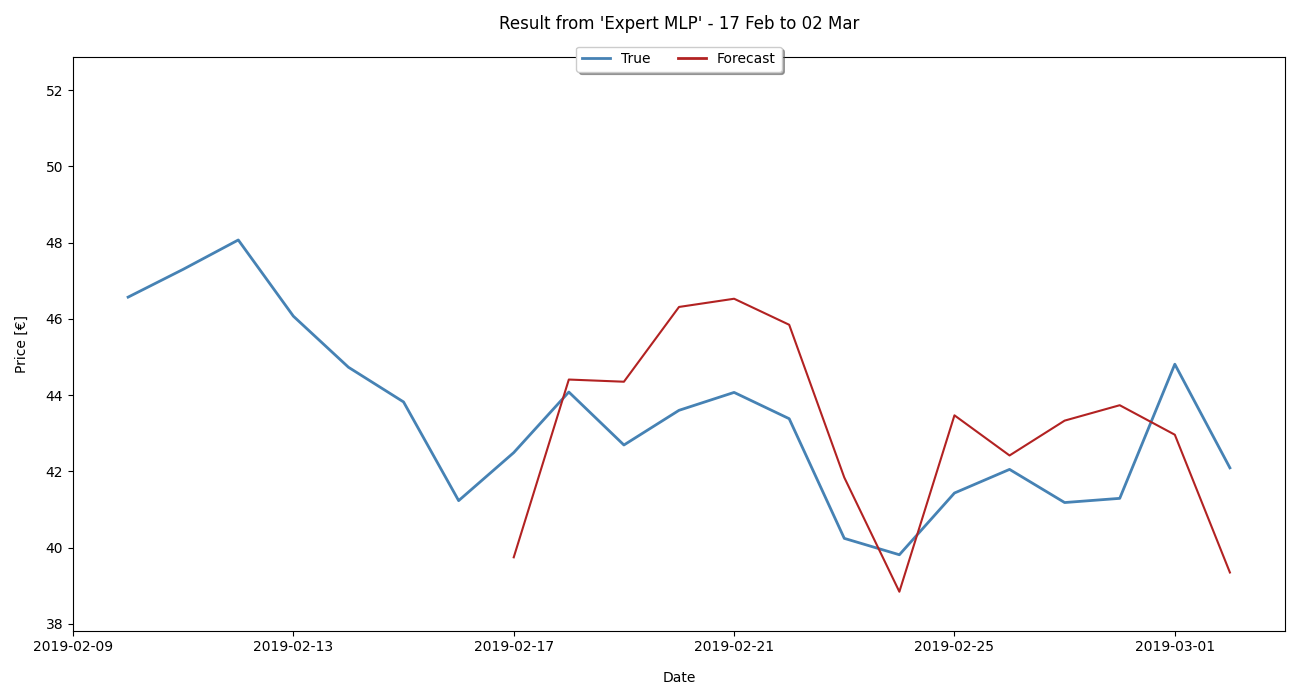 Result from 'Expert MLP' - 17 Feb to 02 Mar
True Forecast
52
50
48
46
44
42
40
38
Price [€]
2019-02-09 2019-02-13 2019-02-17 2019-02-21 2019-02-25 2019-03-01
Date